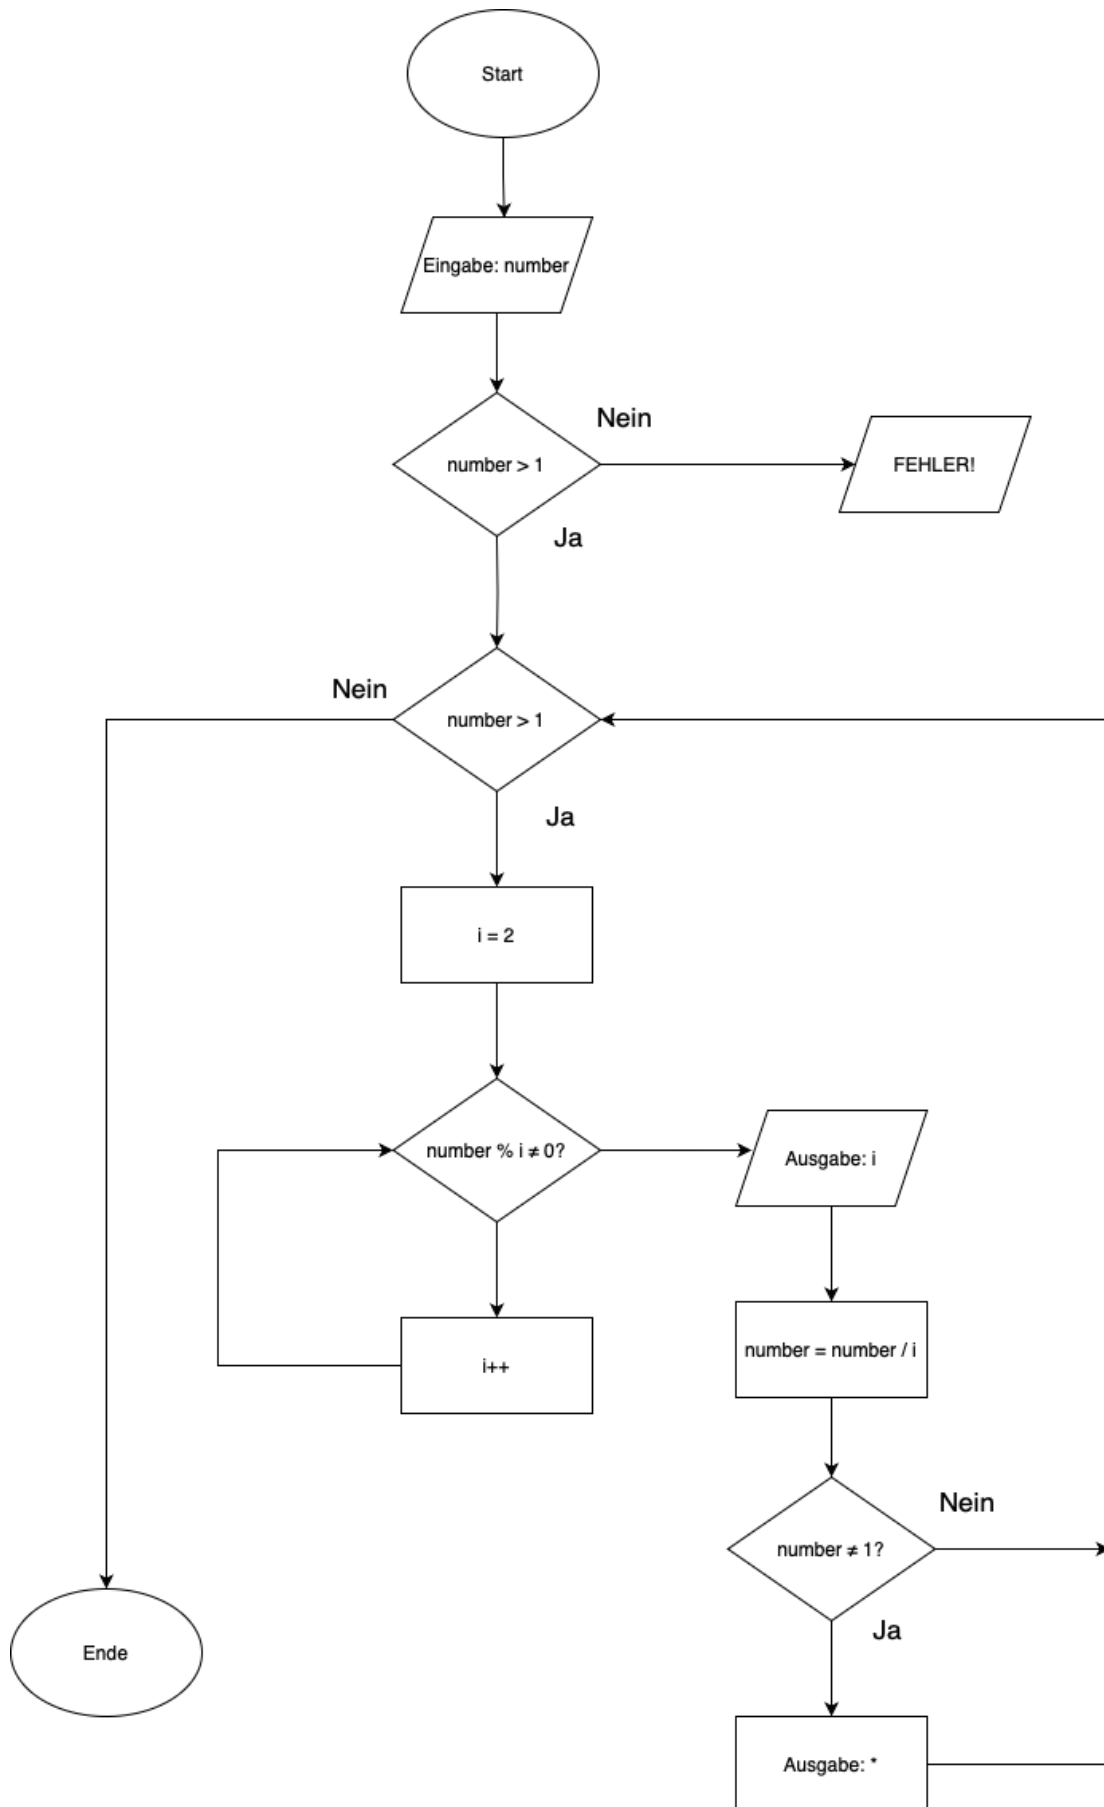 Start
Eingabe: number
number > 1
Nein
FEHLER!
Ja
number > 1
Nein
Ja
i = 2
number % i ≠ 0?
Ausgabe: i
i++
number = number / i
number ≠ 1?
Nein
Ja
Ende
Ausgabe: *